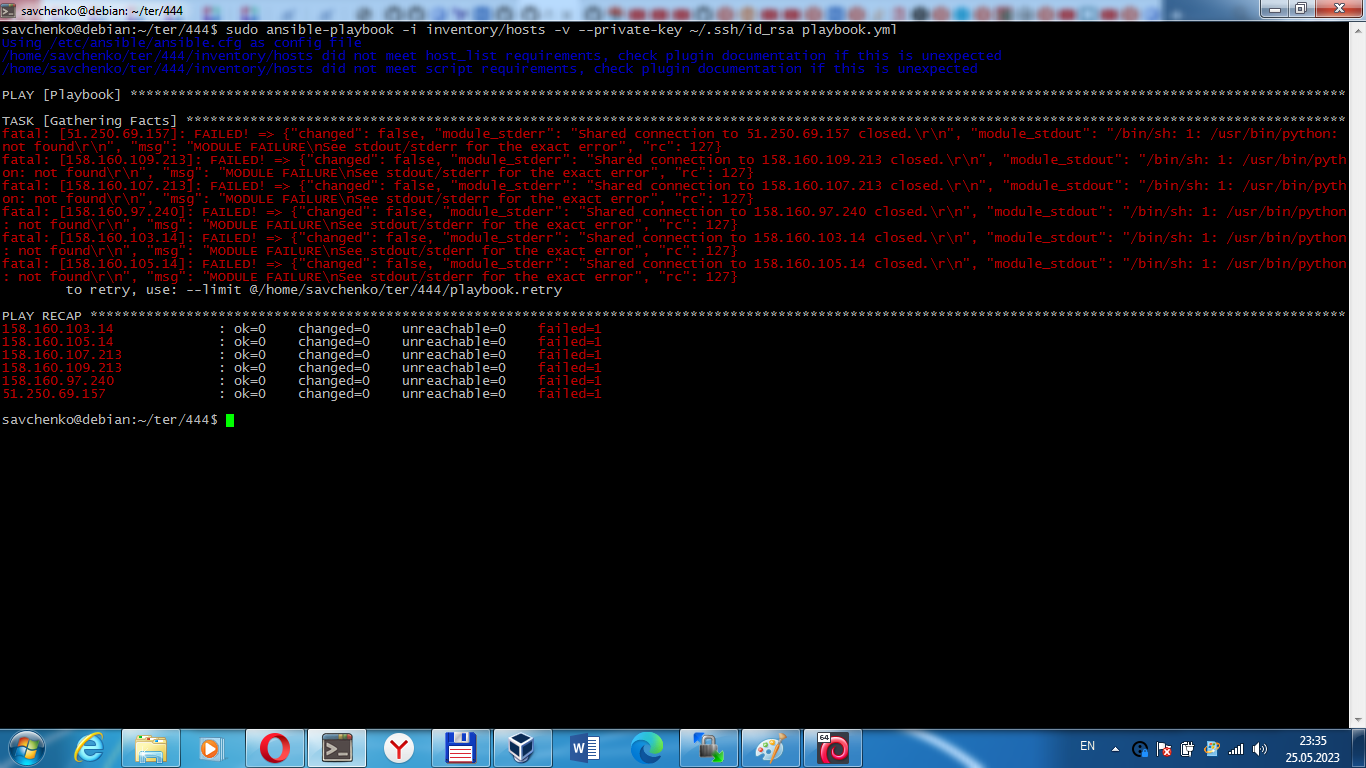 savchenko@debian: ~/ter/444
savchenko@debian:~/ter/444$ sudo ansible-playbook -i inventory/hosts -v --private-key ~/.ssh/id_rsa playbook.yml
Using /etc/ansible/ansible.cfg as config file
/home/savchenko/ter/444/inventory/hosts did not meet host_list requirements, check plugin documentation if this is unexpected
/home/savchenko/ter/444/inventory/hosts did not meet script requirements, check plugin documentation if this is unexpected
PLAY [Playbook] ********************************************************************************************************************************************************
TASK [Gathering Facts] *************************************************************************************************************************************************
fatal: [51.250.69.157]: FAILED! => {"changed": false, "module_stderr": "Shared connection to 51.250.69.157 closed.\r\n", "module_stdout": "/bin/sh: 1: /usr/bin/python:
not found\r\n", "msg": "MODULE FAILURE\nSee stdout/stderr for the exact error", "rc": 127}
fatal: [158.160.109.213]: FAILED! => {"changed": false, "module_stderr": "Shared connection to 158.160.109.213 closed.\r\n", "module_stdout": "/bin/sh: 1: /usr/bin/pyth
on: not found\r\n", "msg": "MODULE FAILURE\nSee stdout/stderr for the exact error", "rc": 127}
fatal: [158.160.107.213]: FAILED! => {"changed": false, "module_stderr": "Shared connection to 158.160.107.213 closed.\r\n", "module_stdout": "/bin/sh: 1: /usr/bin/pyth
on: not found\r\n", "msg": "MODULE FAILURE\nSee stdout/stderr for the exact error", "rc": 127}
fatal: [158.160.97.240]: FAILED! => {"changed": false, "module_stderr": "Shared connection to 158.160.97.240 closed.\r\n", "module_stdout": "/bin/sh: 1: /usr/bin/python
: not found\r\n", "msg": "MODULE FAILURE\nSee stdout/stderr for the exact error", "rc": 127}
fatal: [158.160.103.14]: FAILED! => {"changed": false, "module_stderr": "Shared connection to 158.160.103.14 closed.\r\n", "module_stdout": "/bin/sh: 1: /usr/bin/python
: not found\r\n", "msg": "MODULE FAILURE\nSee stdout/stderr for the exact error", "rc": 127}
fatal: [158.160.105.14]: FAILED! => {"changed": false, "module_stderr": "Shared connection to 158.160.105.14 closed.\r\n", "module_stdout": "/bin/sh: 1: /usr/bin/python
: not found\r\n", "msg": "MODULE FAILURE\nSee stdout/stderr for the exact error", "rc": 127}
to retry, use: --limit @/home/savchenko/ter/444/playbook.retry
PLAY RECAP *************************************************************************************************************************************************************
158.160.103.14 : ok=0 changed=0 unreachable=0 failed=1
158.160.105.14 : ok=0 changed=0 unreachable=0 failed=1
158.160.107.213 : ok=0 changed=0 unreachable=0 failed=1
158.160.109.213 : ok=0 changed=0 unreachable=0 failed=1
158.160.97.240 : ok=0 changed=0 unreachable=0 failed=1
51.250.69.157 : ok=0 changed=0 unreachable=0 failed=1
savchenko@debian:~/ter/444$
64
EN
23:35
25.05.2023